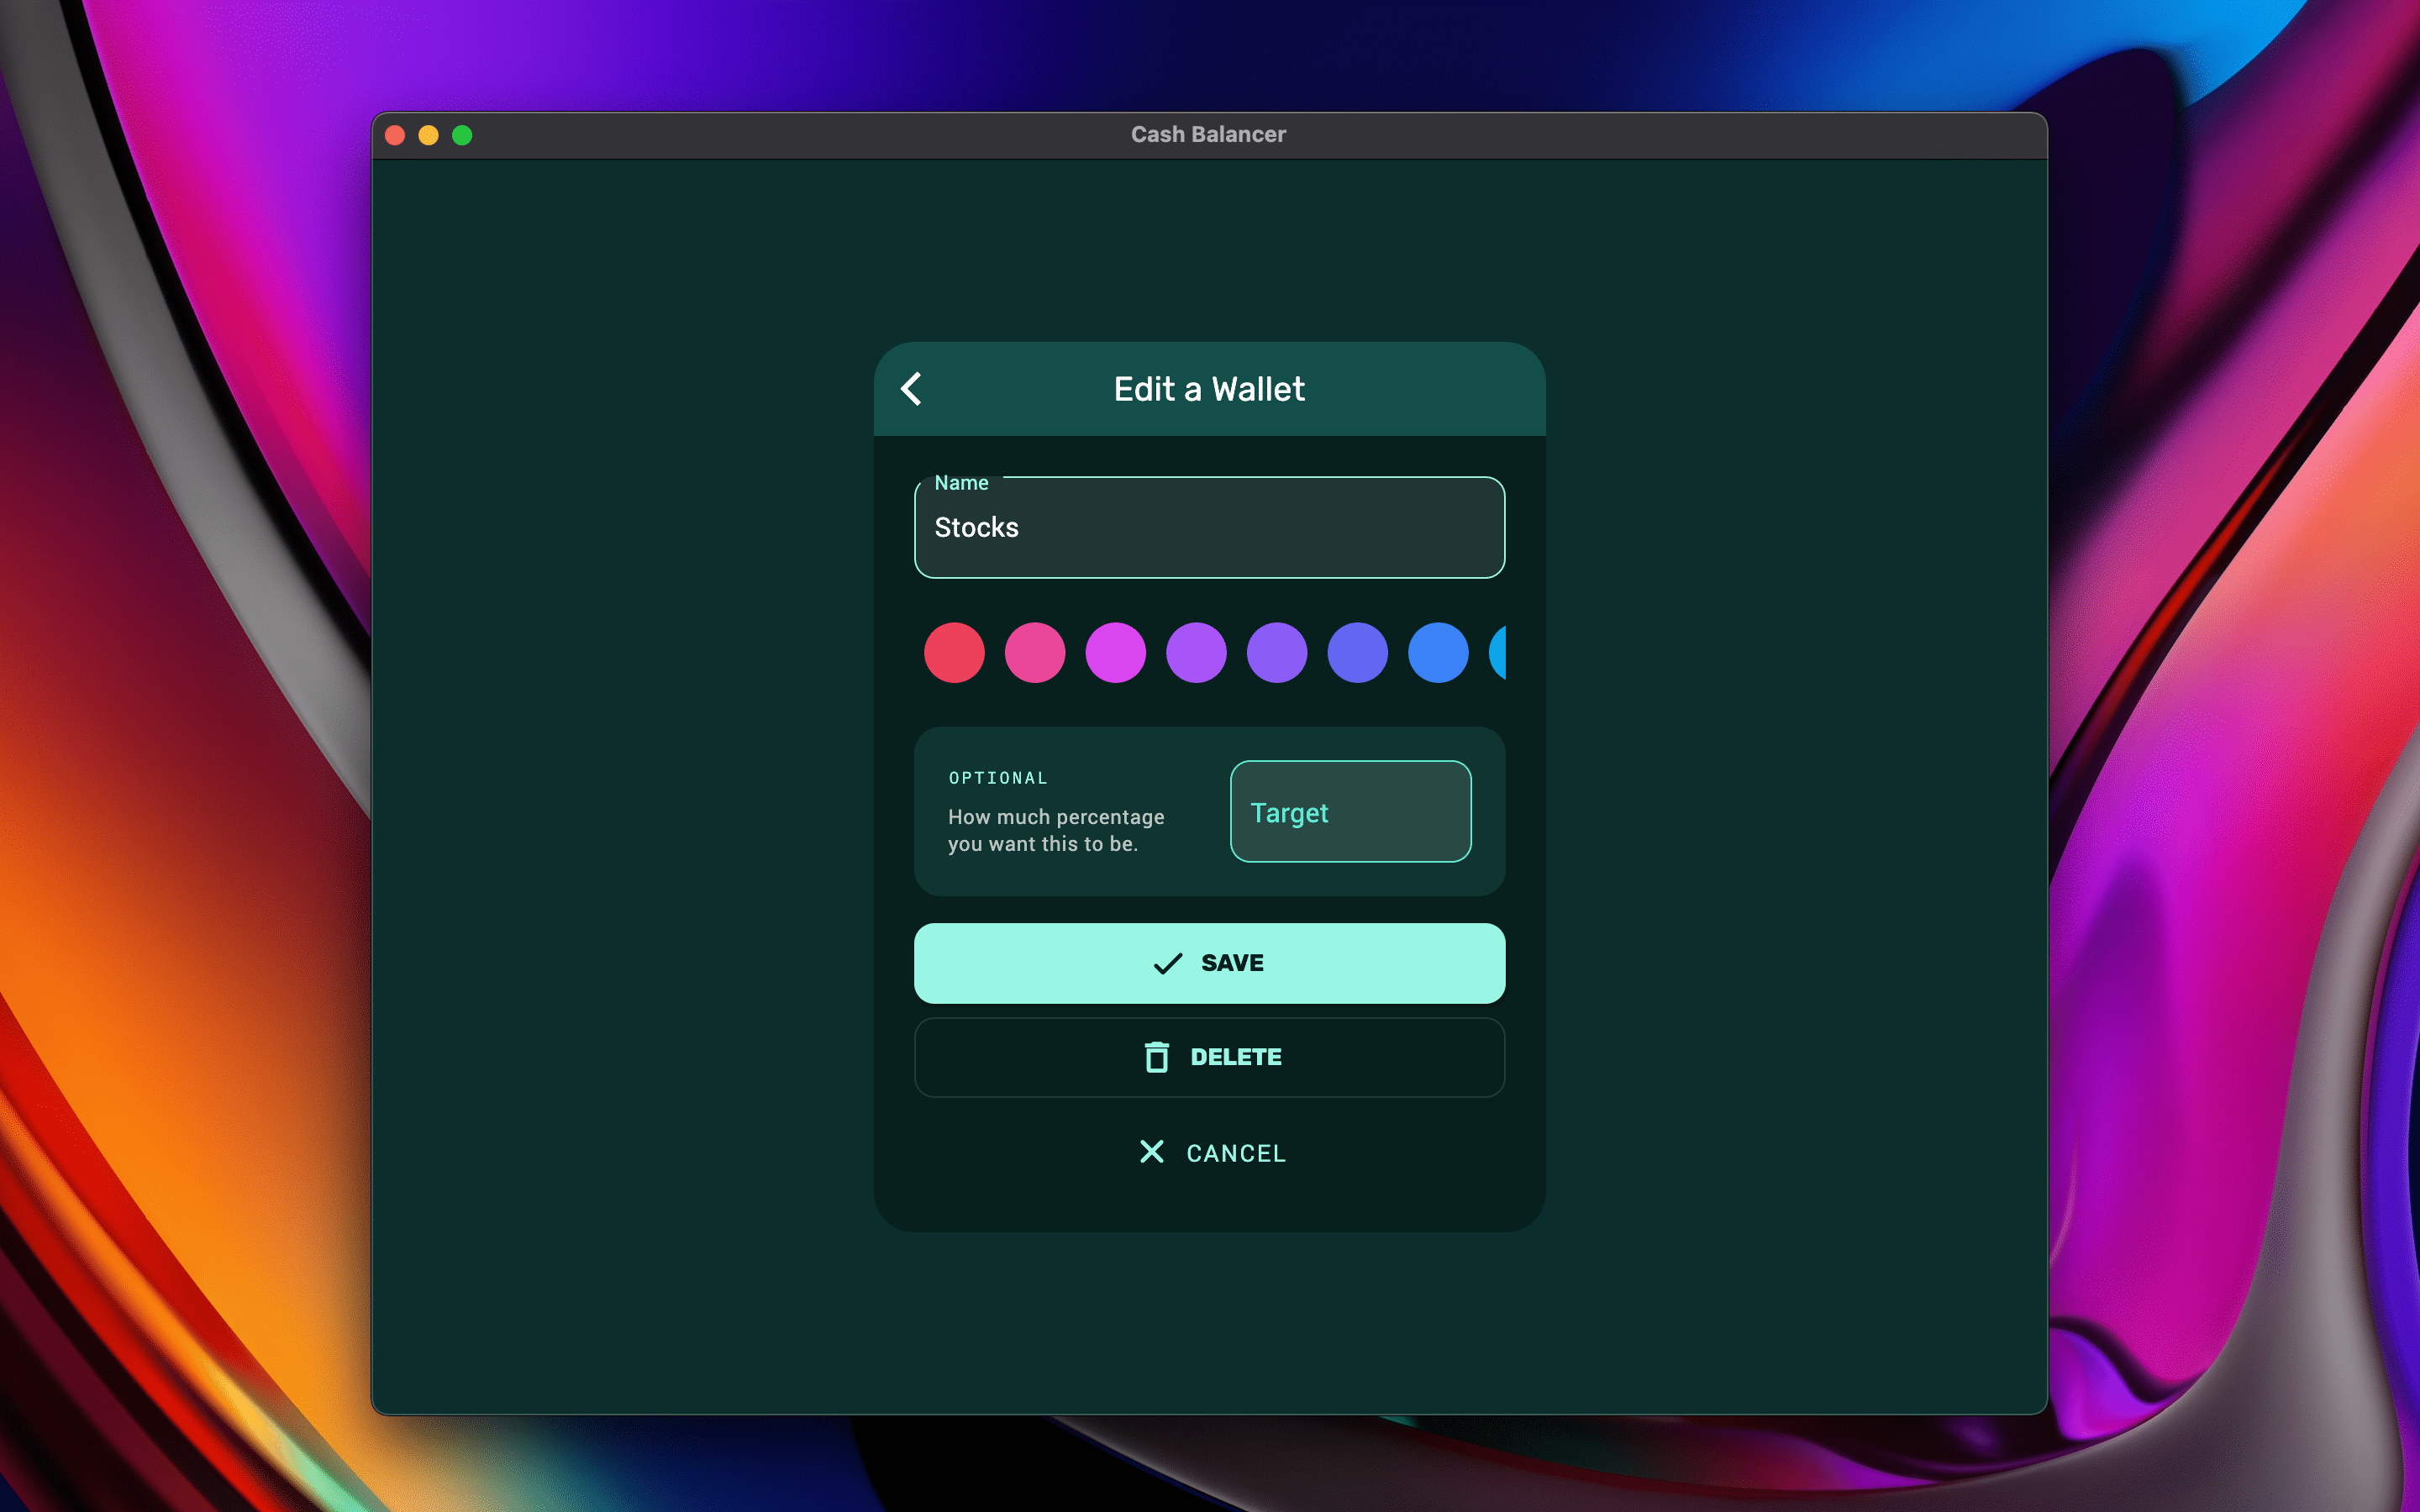 Cash Balancer
Edit a Wallet
Name
Stocks
OPTIONAL
How much percentage
you want this to be.
Target
SAVE
DELETE
CANCEL